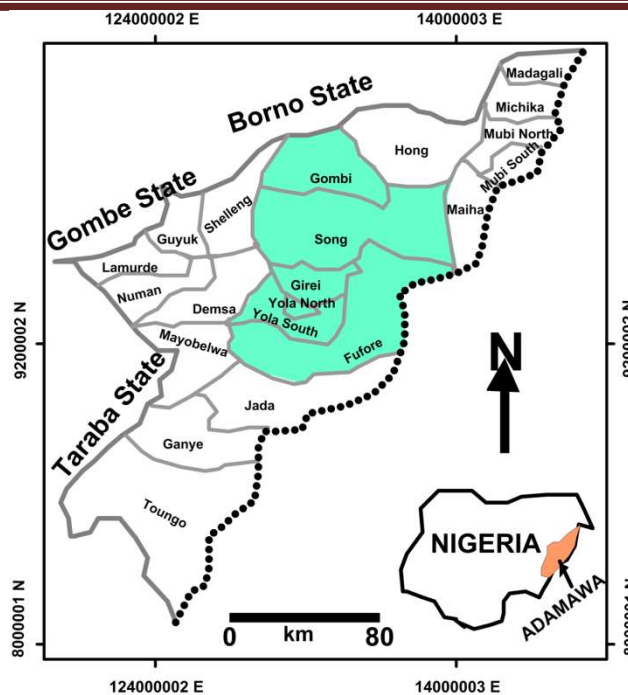 124000002 E
14000003 E
Madagali
Michika
Mubi North
Mubi South
Borno State
Hong
Gombi
Maiha
Gombe State
Shelleng
Guyuk
Song
Lamurde
Numan
Girei
Yola North
Demsa
Yola South
9200002 N
9200002 N
Mayobelwa
Fufore
N
Taraba State
Jada
Ganye
Toungo
NIGERIA
ADAMAWA
0
km
80
8000001 N
8000001 N
124000002 E
14000003 E